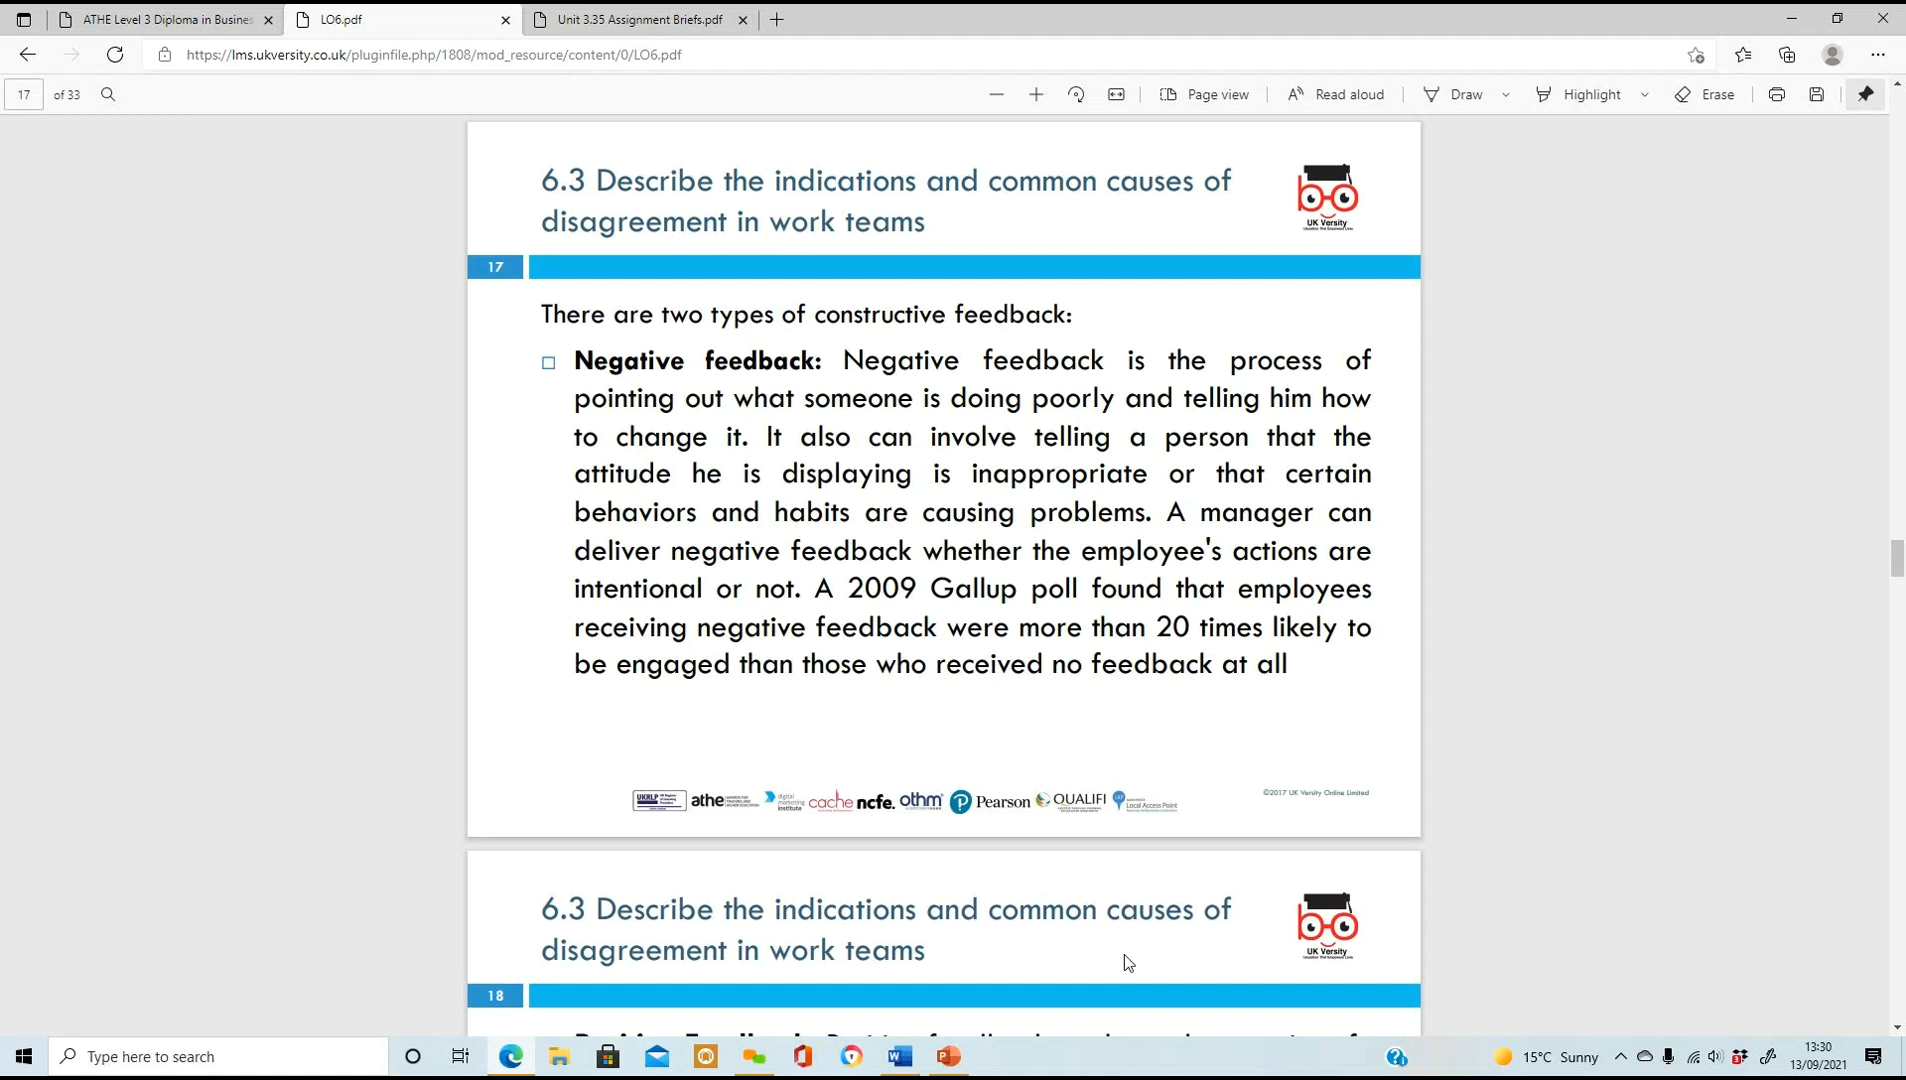 ATHE Level 3 Diploma in Busines
LO6.pdf
Unit 3.35 Assignment Briefs.pdf
https://lms.ukversity.co.uk/pluginfile.php/1808/mod_resource/content/0/LO6.pdf
17 of 33
Page view
Read aloud
Draw
Highlight
Erase
6.3 Describe the indications and common causes of
disagreement in work teams
UK Versity
17
There are two types of constructive feedback:
Negative feedback: Negative feedback is the process of
pointing out what someone is doing poorly and telling him how
to change it. It also can involve telling a person that the
attitude he is displaying is inappropriate or that certain
behaviors and habits are causing problems. A manager can
deliver negative feedback whether the employee's actions are
intentional or not. A 2009 Gallup poll found that employees
receiving negative feedback were more than 20 times likely to
be engaged than those who received no feedback at all
UKRLP
athe
digital marketing institute
cache
ncfe.
othm
Pearson
QUALIFI
Local Access Point
©2017 UK Versity Online Limited
6.3 Describe the indications and common causes of
disagreement in work teams
UK Versity
18
Type here to search
15°C Sunny
13:30
13/09/2021